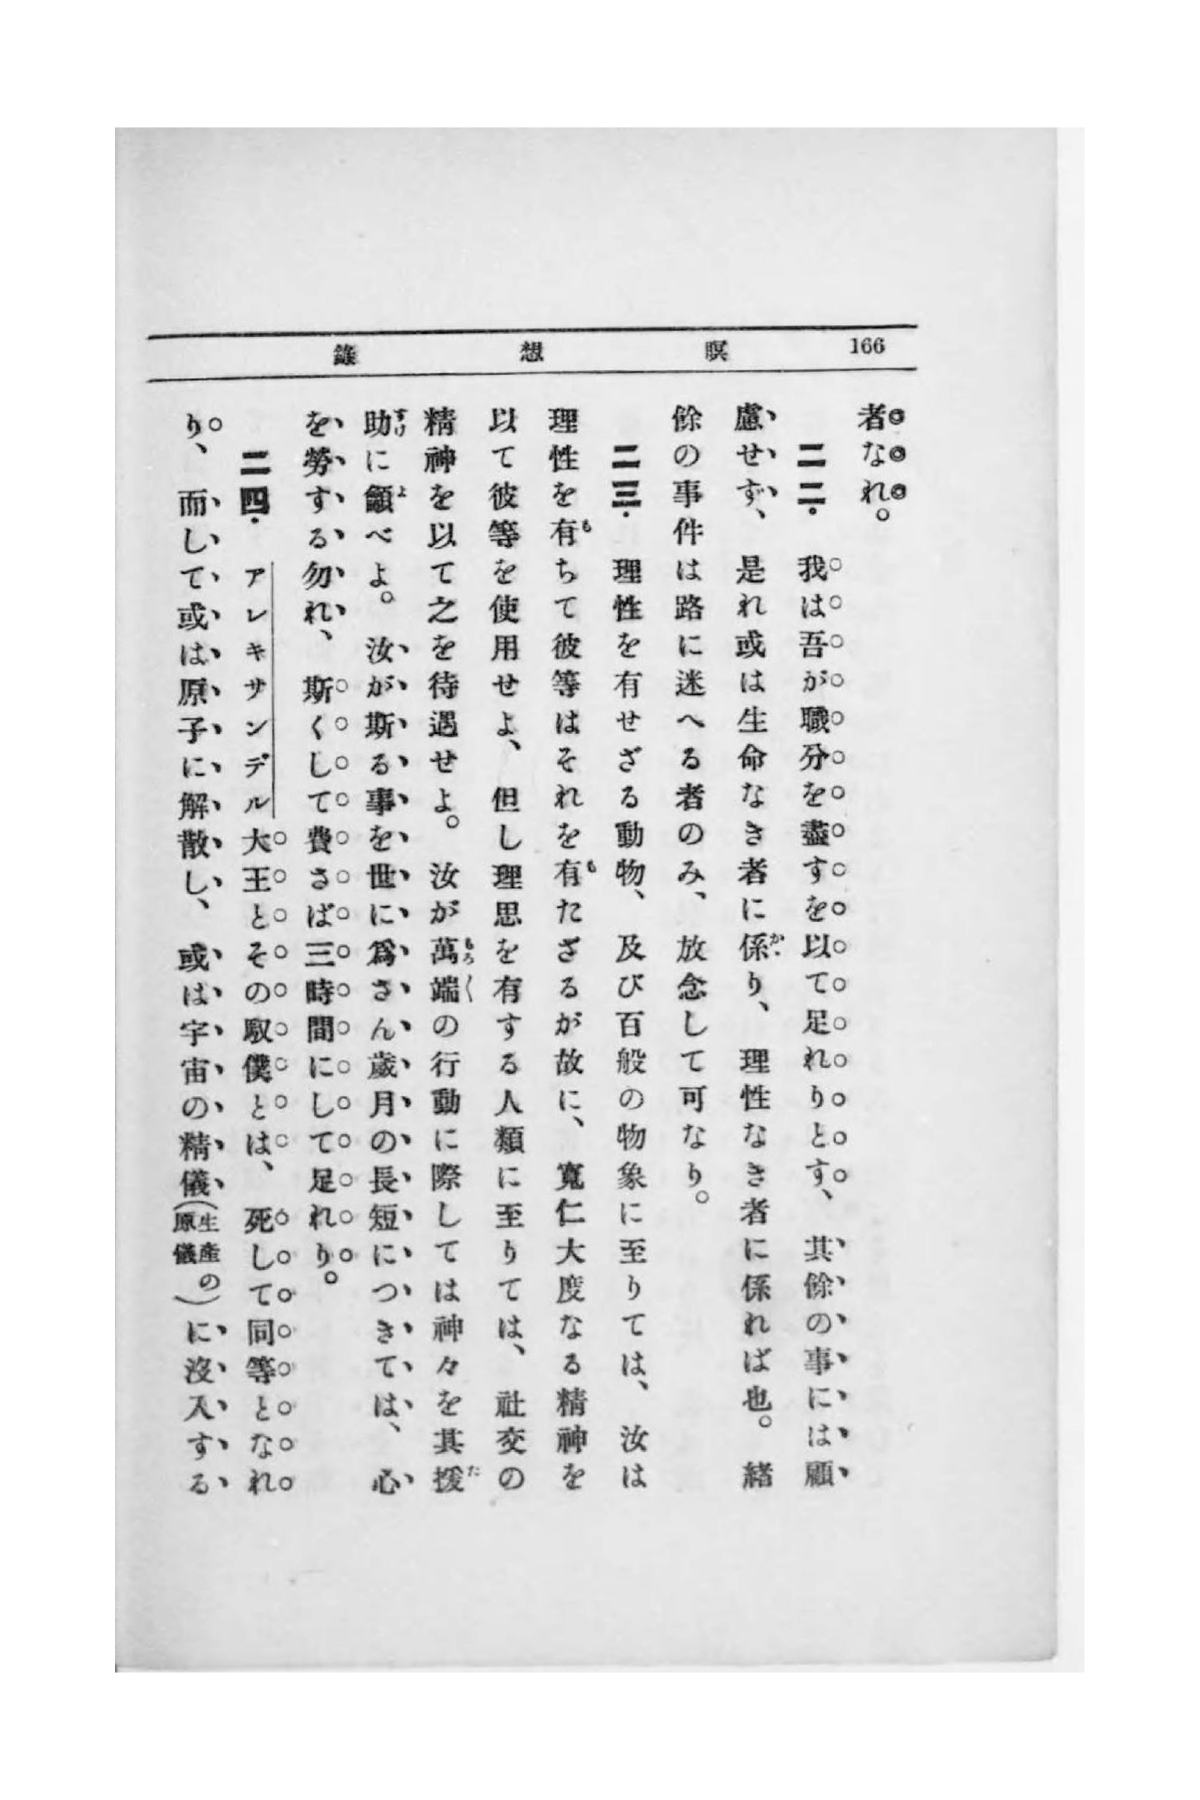 166
瞑想錄
者なれ。
二二. 我は吾が職分を盡すを以て足れりとす、其餘の事には顧
慮せず、是れ或は生命なき者に係り、理性なき者に係れば也。緒
餘の事件は路に迷へる者のみ、放念して可なり。
二三. 理性を有せざる動物、及び百般の物象に至りては、汝は
理性を有ちて彼等はそれを有たざるが故に、寬仁大度なる精神を
以て彼等を使用せよ、但し理思を有する人類に至りては、社交の
精神を以て之を待遇せよ。汝が萬端の行動に際しては神々を其援
助に籲べよ。汝が斯る事を世に爲さん歲月の長短につきては、心
を勞する勿れ、斯くして費さば三時間にして足れり。
二四. アレキサンデル大王とその馭僕とは、死して同等となれ
り、而して或は原子に解散し、或は宇宙の精儀(生產の原儀)に沒入する